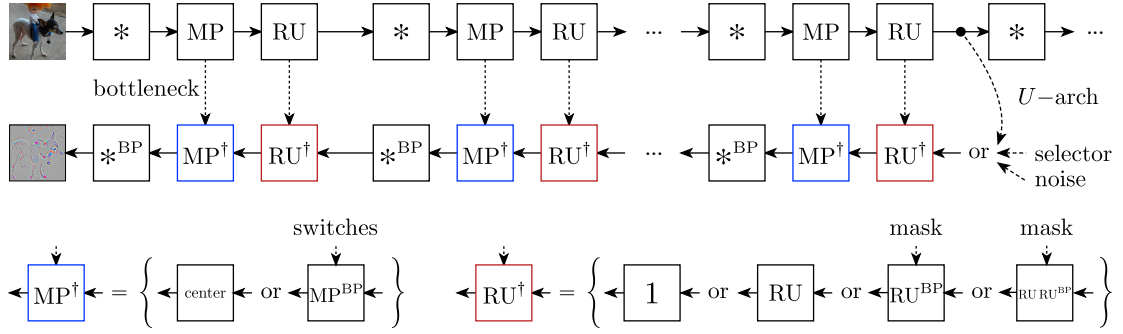 * MP RU * MP RU ... * MP RU * ...
bottleneck
U−arch
*BP MP† RU† *BP MP† RU† ... *BP MP† RU† or selector
noise
switches mask mask
MP† = { center or MPBP } RU† = { 1 or RU or RUBP or RU RUBP }